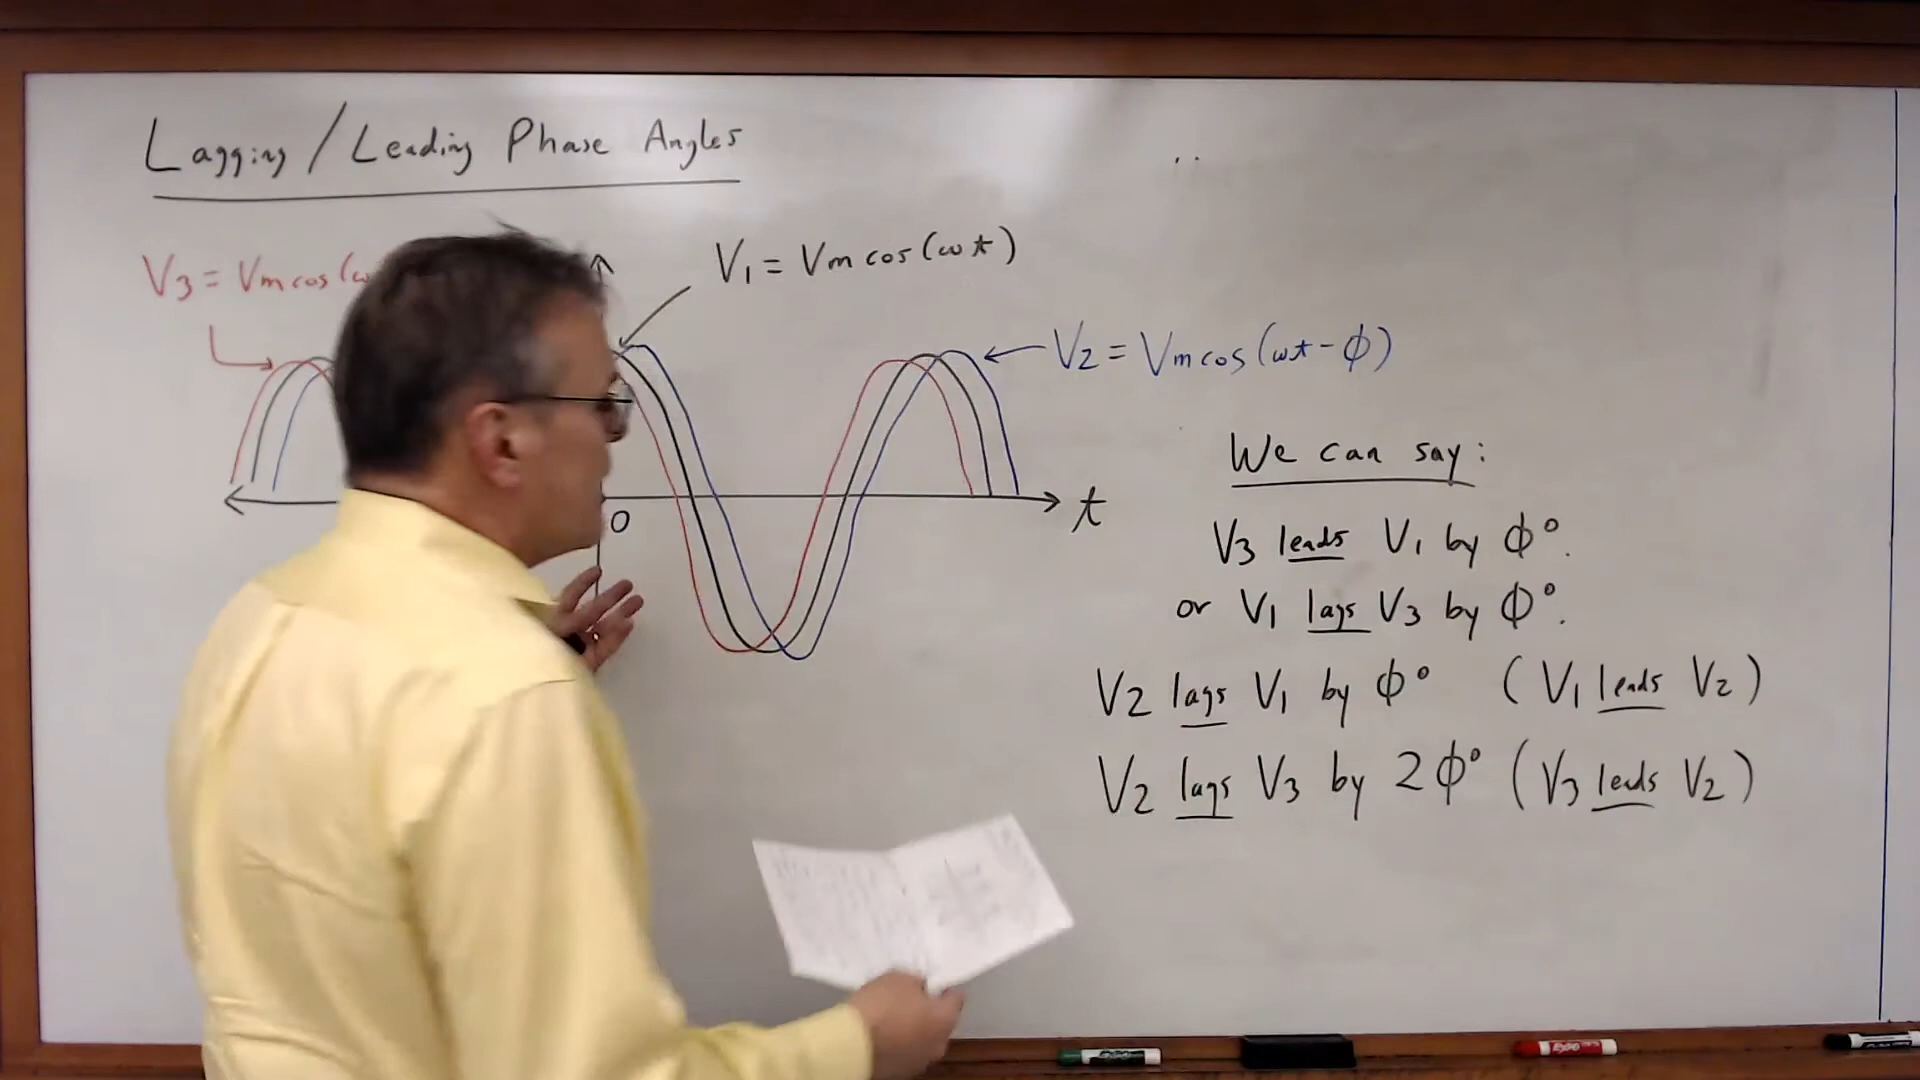 Lagging / Leading Phase Angles
V3 = Vm cos (ω
V1 = Vm cos (ωt)
V2 = Vm cos (ωt - ϕ)
0
t
We can say:
V3 leads V1 by ϕ°.
or V1 lags V3 by ϕ°.
V2 lags V1 by ϕ° (V1 leads V2)
V2 lags V3 by 2ϕ° (V3 leads V2)
EXPO